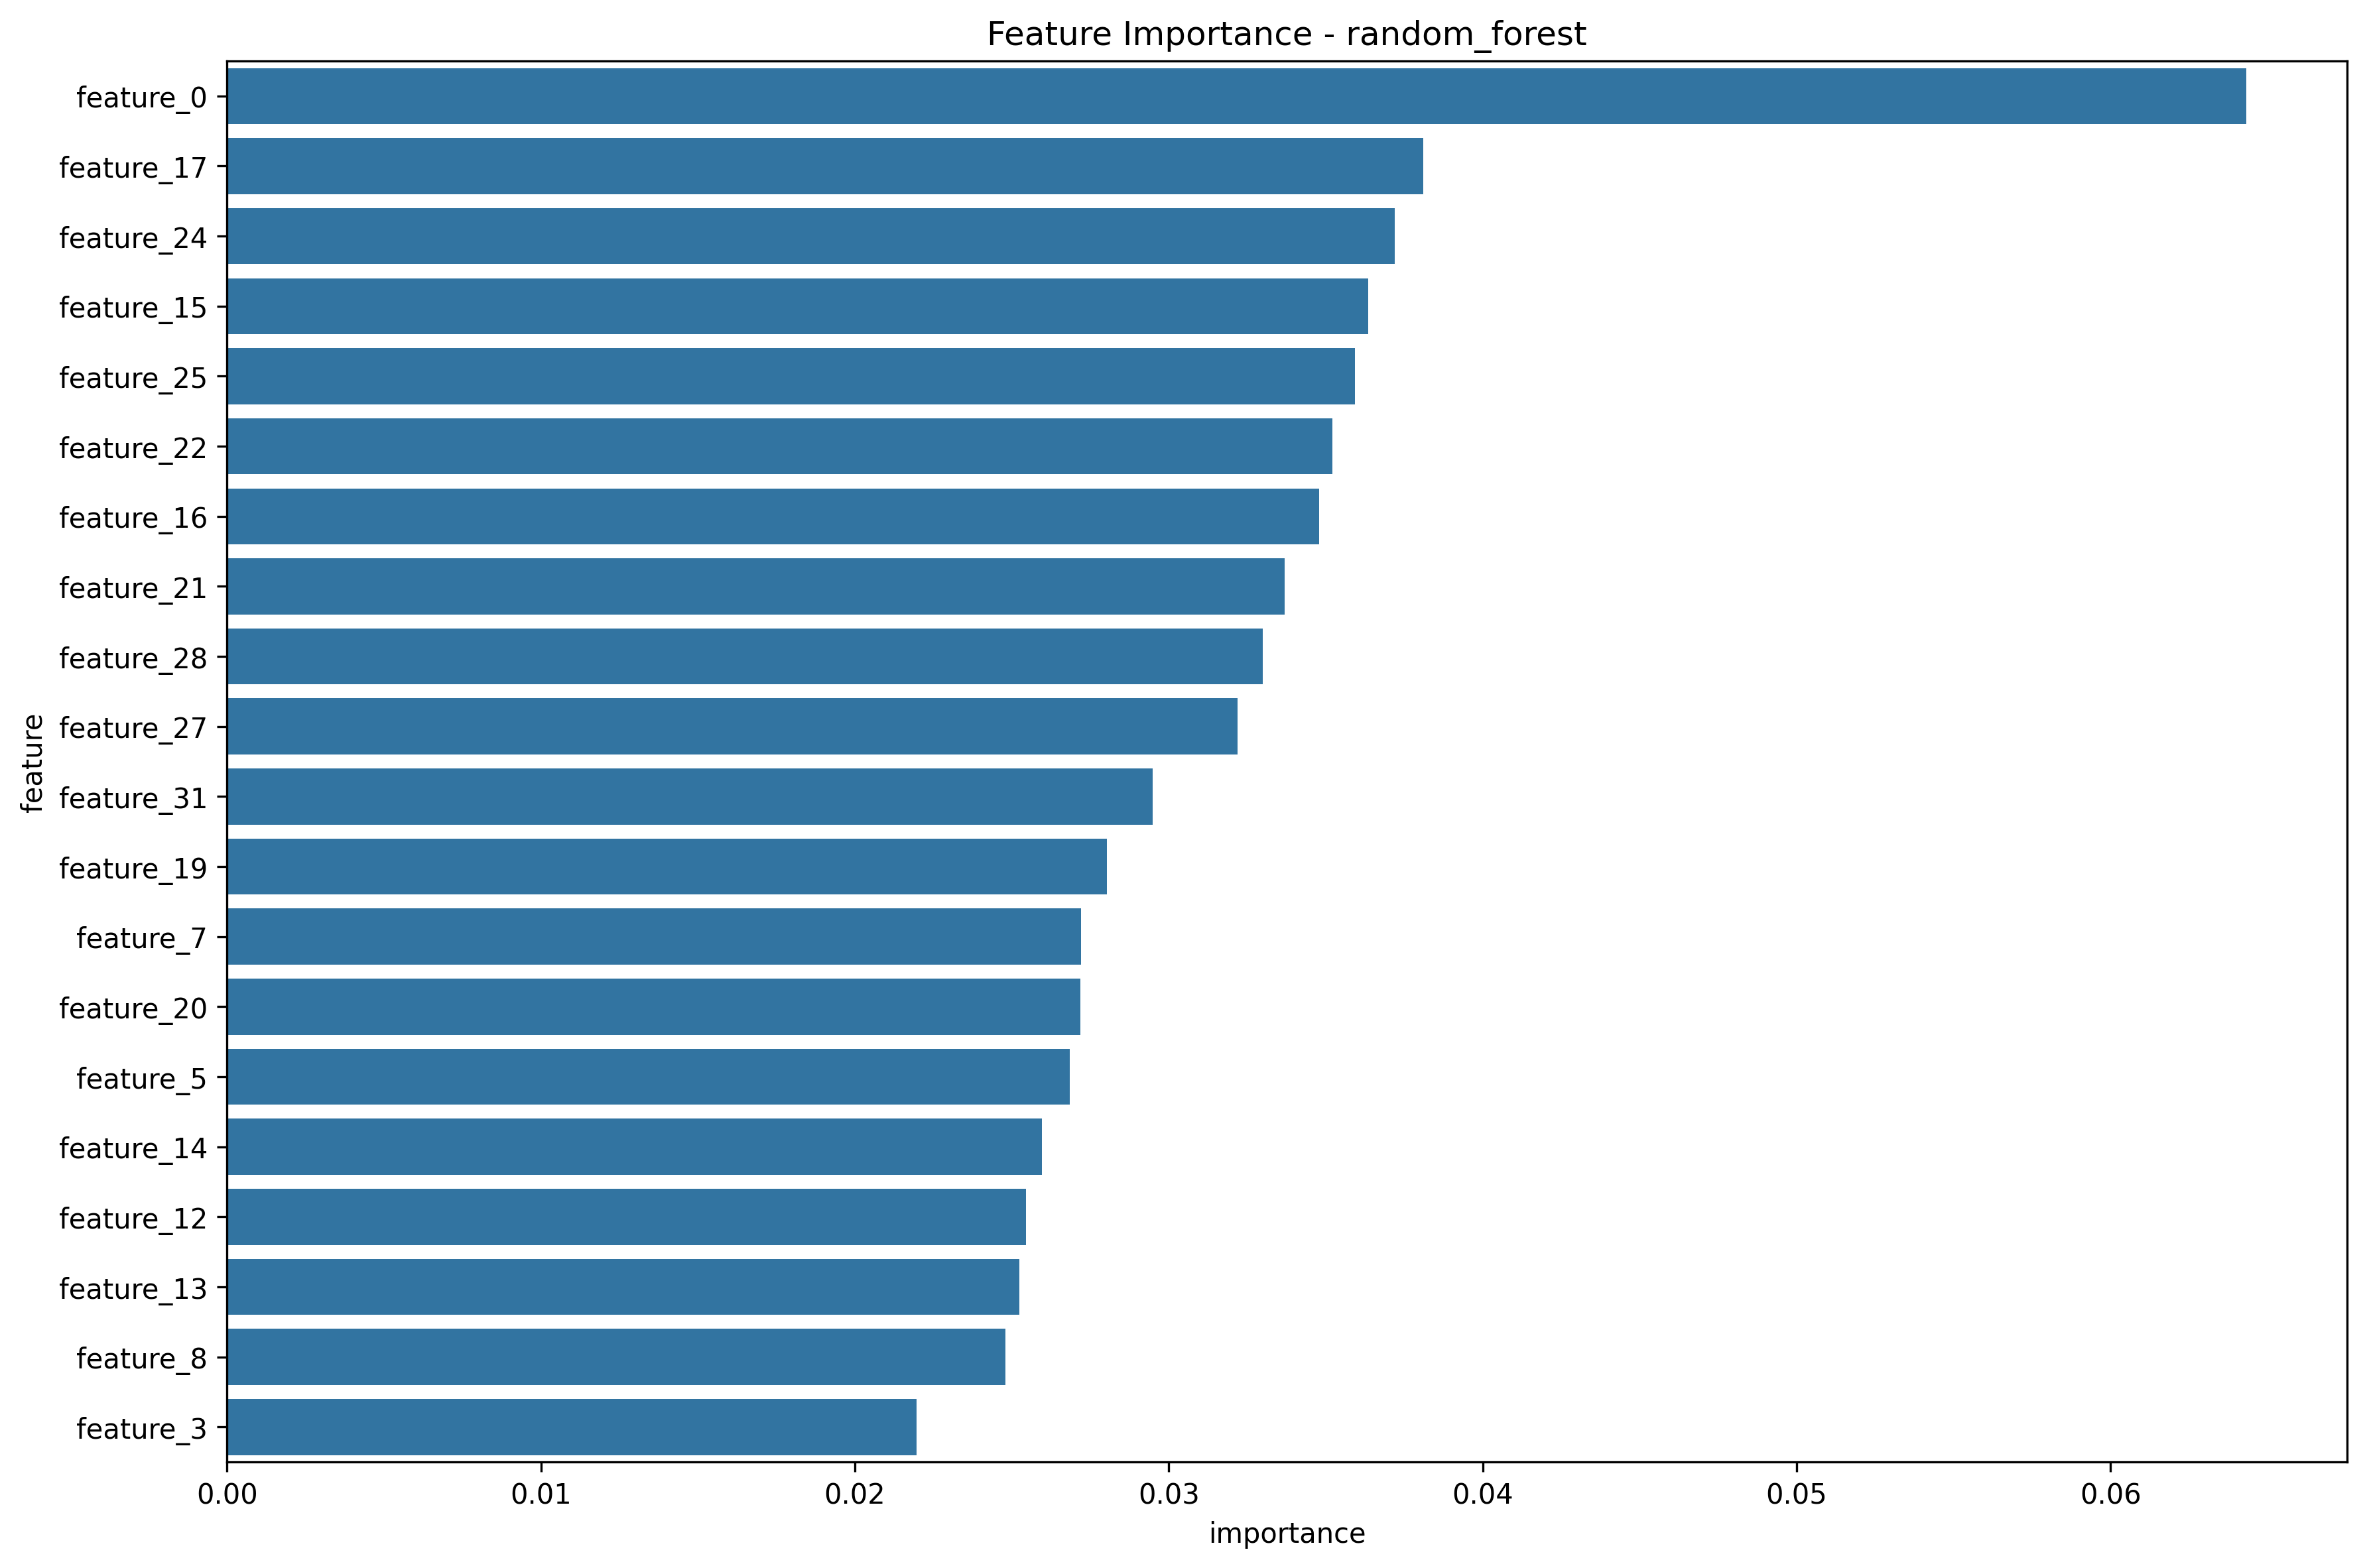 Feature Importance - random_forest
feature_0
feature_17
feature_24
feature_15
feature_25
feature_22
feature_16
feature_21
feature_28
feature_27
feature_31
feature_19
feature_7
feature_20
feature_5
feature_14
feature_12
feature_13
feature_8
feature_3
feature
0.00 0.01 0.02 0.03 0.04 0.05 0.06
importance